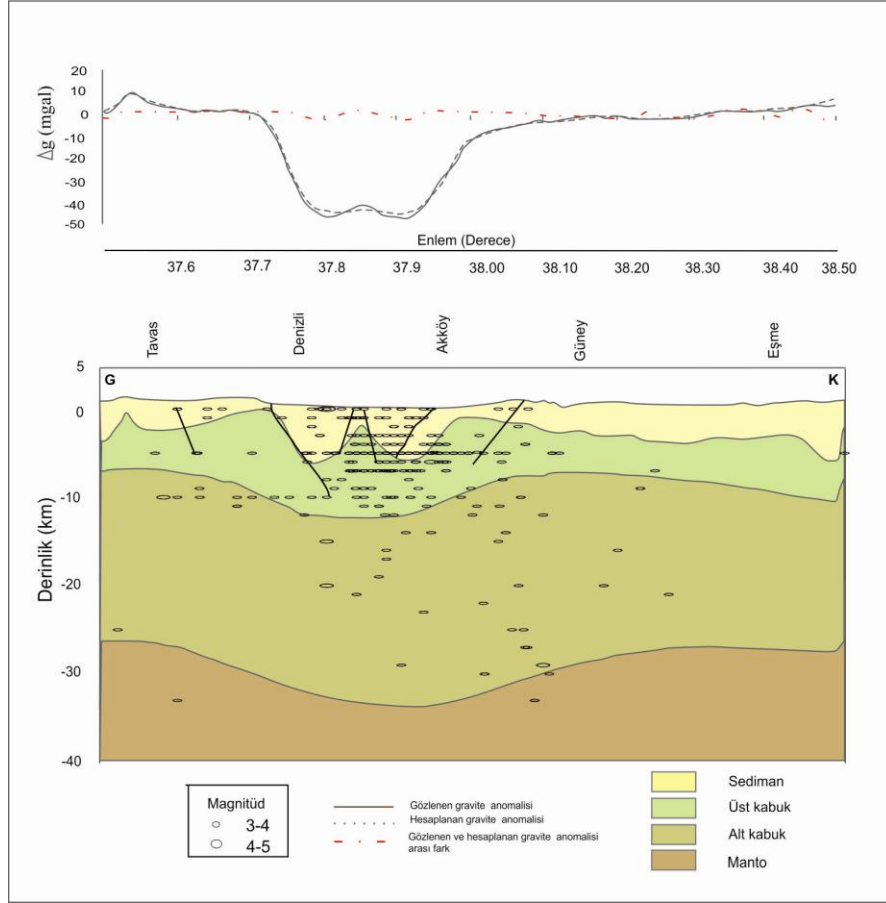 Δg (mgal)
20
10
0
-10
-20
-30
-40
-50
Enlem (Derece)
37.6 37.7 37.8 37.9 38.00 38.10 38.20 38.30 38.40 38.50
Tavas Denizli Akköy Güney Eşme
G K
Derinlik (km)
5
0
-10
-20
-30
-40
Magnitüd
3-4
4-5
Gözlenen gravite anomalisi
Hesaplanan gravite anomalisi
Gözlenen ve hesaplanan gravite anomalisi
arası fark
Sediman
Üst kabuk
Alt kabuk
Manto